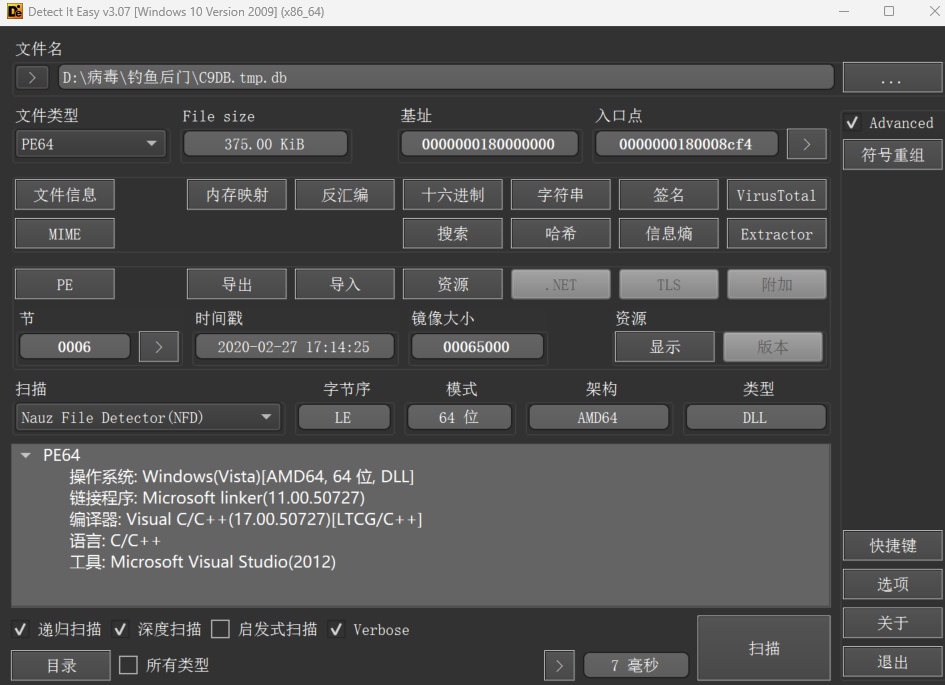 Detect It Easy v3.07 [Windows 10 Version 2009] (x86_64)
文件名
> D:\病毒\钓鱼后门\C9DB.tmp.db ...
文件类型 File size 基址 入口点
PE64 375.00 KiB 0000000180000000 0000000180008cf4 >
Advanced
符号重组
文件信息 内存映射 反汇编 十六进制 字符串 签名 VirusTotal
MIME 搜索 哈希 信息熵 Extractor
PE 导出 导入 资源 .NET TLS 附加
节 时间戳 镜像大小 资源
0006 > 2020-02-27 17:14:25 00065000 显示 版本
扫描 字节序 模式 架构 类型
Nauz File Detector(NFD) LE 64 位 AMD64 DLL
PE64
操作系统: Windows(Vista)[AMD64, 64 位, DLL]
链接程序: Microsoft linker(11.00.50727)
编译器: Visual C/C++(17.00.50727)[LTCG/C++]
语言: C/C++
工具: Microsoft Visual Studio(2012)
快捷键
选项
关于
退出
递归扫描 深度扫描 启发式扫描 Verbose
目录 所有类型 > 7 毫秒 扫描